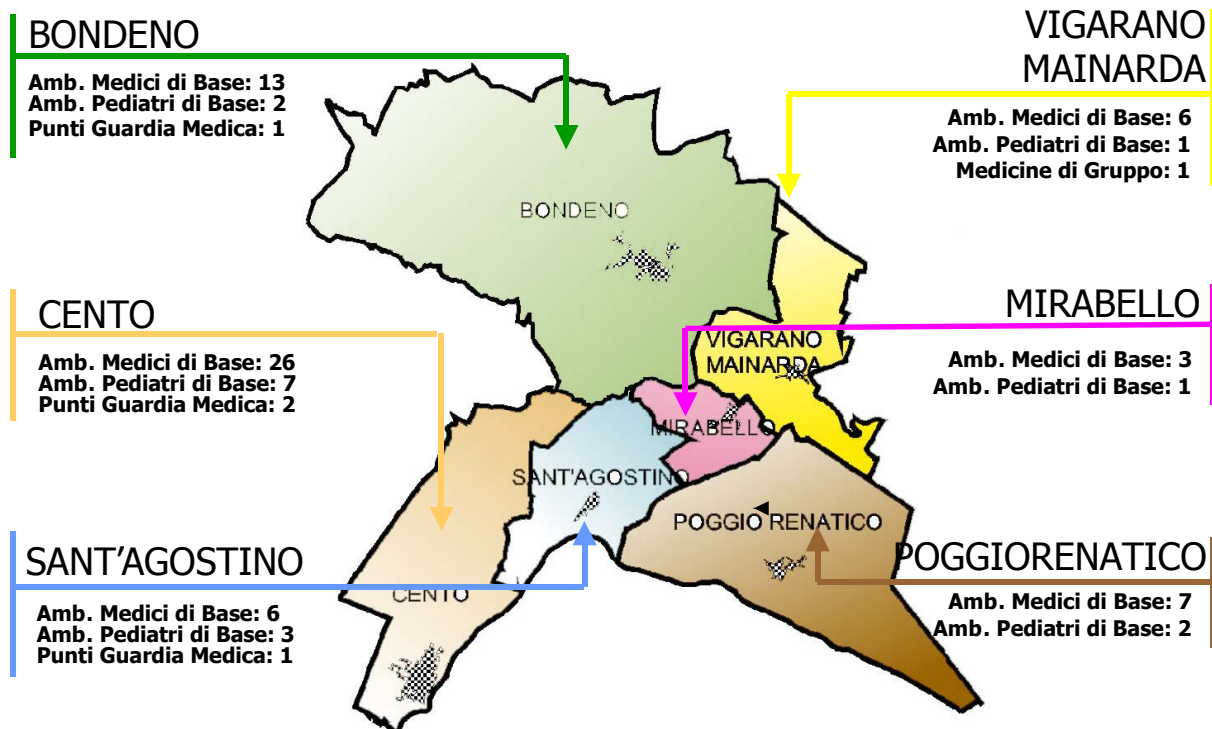 BONDENO
Amb. Medici di Base: 13
Amb. Pediatri di Base: 2
Punti Guardia Medica: 1
VIGARANO
MAINARDA
Amb. Medici di Base: 6
Amb. Pediatri di Base: 1
Medicine di Gruppo: 1
BONDENO
CENTO
Amb. Medici di Base: 26
Amb. Pediatri di Base: 7
Punti Guardia Medica: 2
MIRABELLO
Amb. Medici di Base: 3
Amb. Pediatri di Base: 1
VIGARANO
MAINARDA
MIRABELLO
SANT'AGOSTINO
POGGIO RENATICO
CENTO
SANT’AGOSTINO
Amb. Medici di Base: 6
Amb. Pediatri di Base: 3
Punti Guardia Medica: 1
POGGIORENATICO
Amb. Medici di Base: 7
Amb. Pediatri di Base: 2